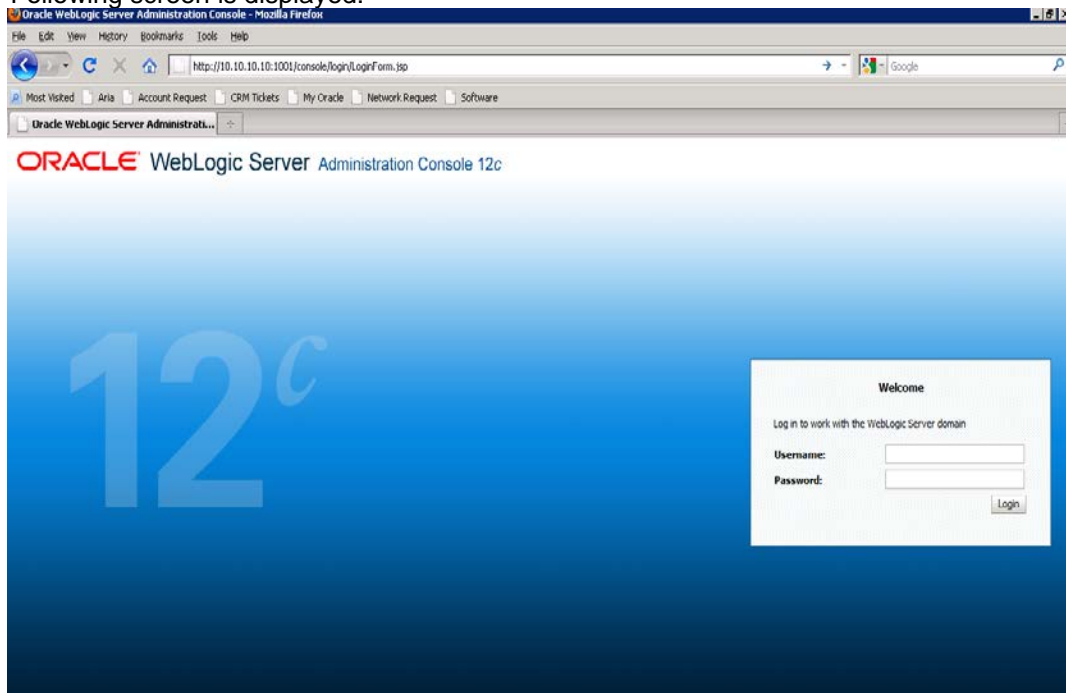 Following screen is displayed:
Oracle WebLogic Server Administration Console - Mozilla Firefox
File Edit View History Bookmarks Tools Help
http://10.10.10.10:1001/console/login/LoginForm.jsp
Google
Most Visited Aria Account Request CRM Tickets My Oracle Network Request Software
Oracle WebLogic Server Administrati...
ORACLE WebLogic Server Administration Console 12c
12c
Welcome
Log in to work with the WebLogic Server domain
Username:
Password:
Login